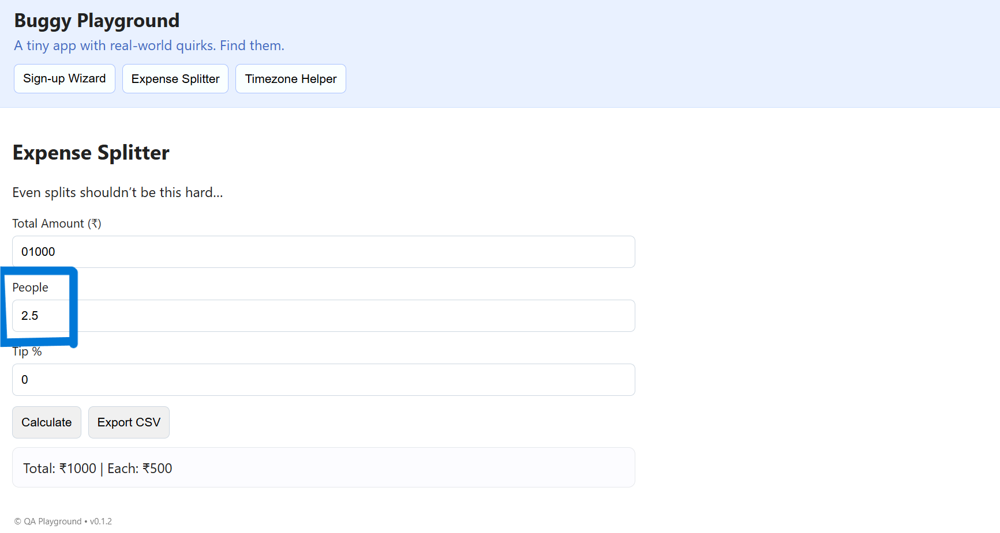 Buggy Playground
A tiny app with real-world quirks. Find them.
Sign-up Wizard Expense Splitter Timezone Helper
Expense Splitter
Even splits shouldn’t be this hard…
Total Amount (₹)
01000
People
2.5
Tip %
0
Calculate Export CSV
Total: ₹1000 | Each: ₹500
© QA Playground • v0.1.2